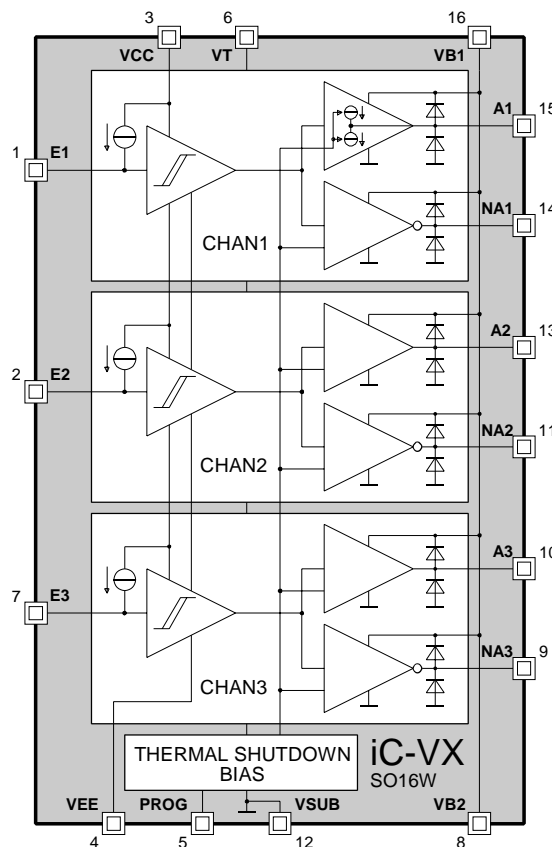 3 6 16
VCC VT VB1
A1 15
1 E1
NA1 14
CHAN1
A2 13
2 E2
NA2 11
CHAN2
A3 10
7 E3
NA3 9
CHAN3
THERMAL SHUTDOWN
BIAS
iC-VX
SO16W
VEE PROG VSUB VB2
4 5 12 8